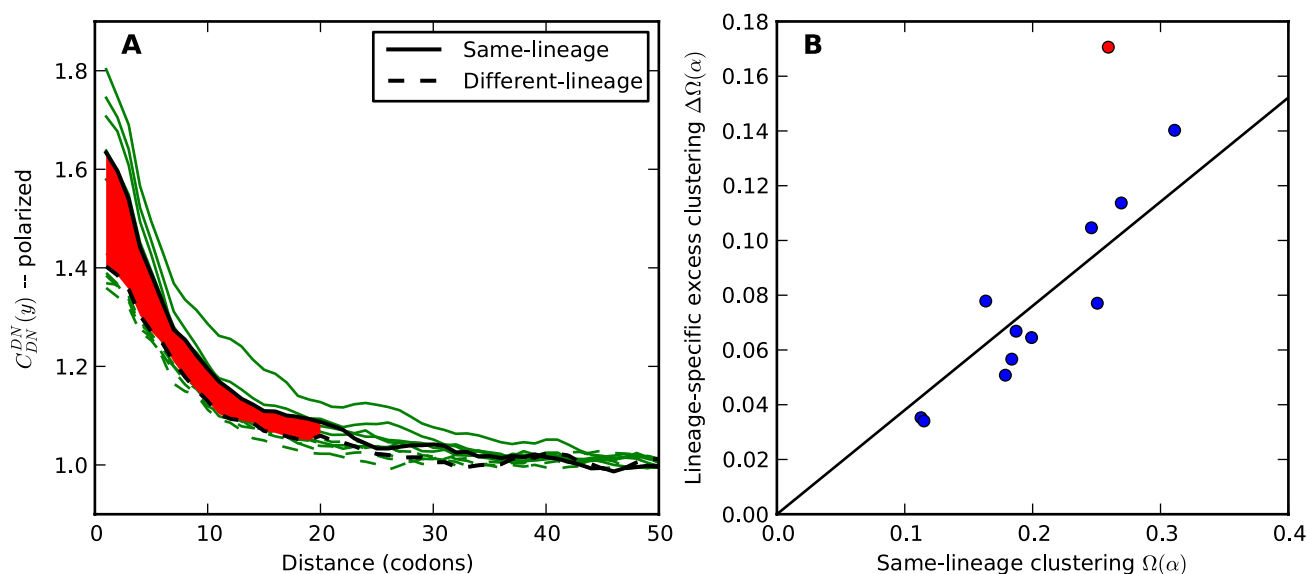 A
Same-lineage
Different-lineage
1.8
1.6
1.4
1.2
1.0
0 10 20 30 40 50
Distance (codons)
C_{DN}^{DN}(y) -- polarized
B
0.18
0.16
0.14
0.12
0.10
0.08
0.06
0.04
0.02
0.00
0.0 0.1 0.2 0.3 0.4
Same-lineage clustering Ω(α)
Lineage-specific excess clustering ΔΩ(α)